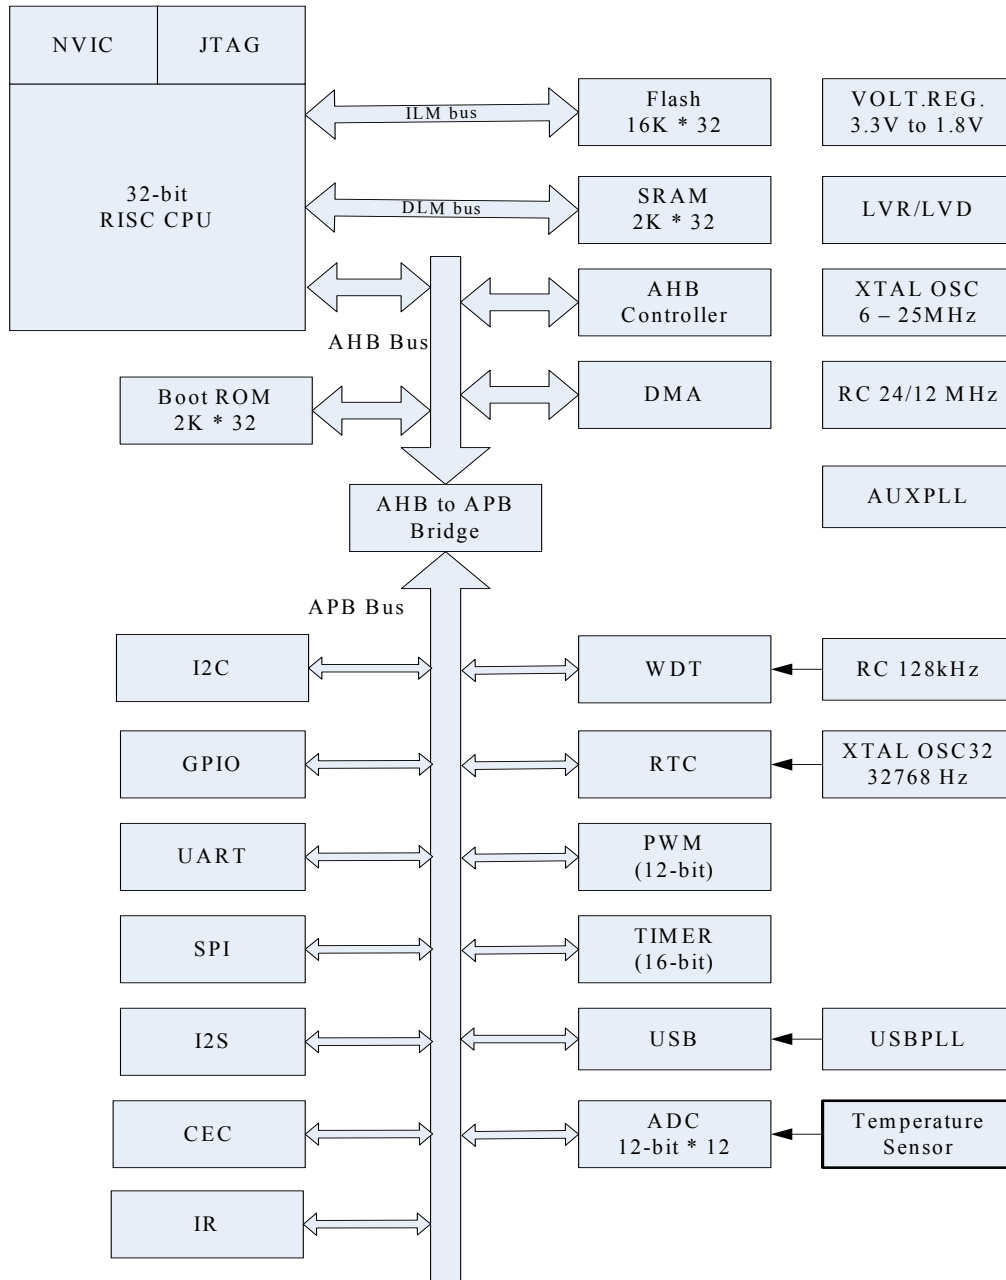 NVIC
JTAG
32-bit
RISC CPU
ILM bus
Flash
16K * 32
VOLT.REG.
3.3V to 1.8V
DLM bus
SRAM
2K * 32
LVR/LVD
AHB Bus
AHB
Controller
XTAL OSC
6 – 25MHz
Boot ROM
2K * 32
DMA
RC 24/12 MHz
AHB to APB
Bridge
AUXPLL
APB Bus
I2C
WDT
RC 128kHz
GPIO
RTC
XTAL OSC32
32768 Hz
UART
PWM
(12-bit)
SPI
TIMER
(16-bit)
I2S
USB
USBPLL
CEC
ADC
12-bit * 12
Temperature
Sensor
IR